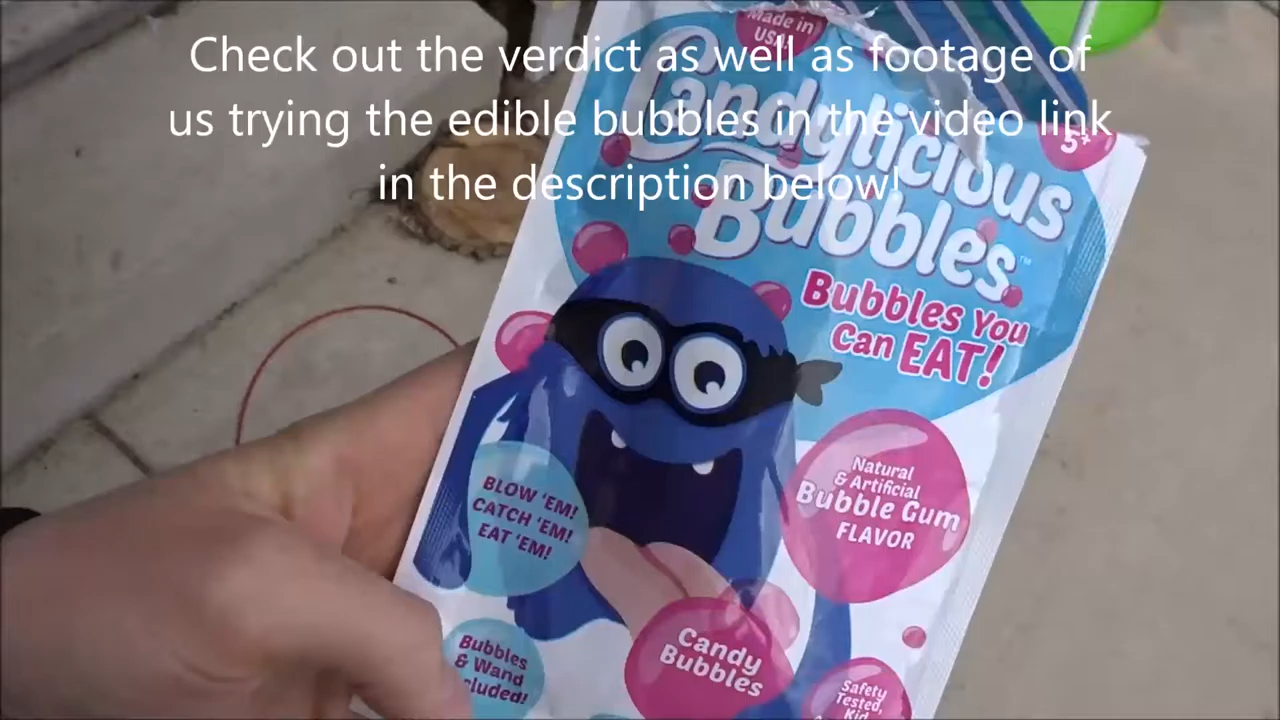 Check out the verdict as well as footage of
us trying the edible bubbles in the video link
in the description below!
Made in
USA
Candylicious
Bubbles™
5+
Bubbles You
Can EAT!
BLOW 'EM!
CATCH 'EM!
EAT 'EM!
Natural
& Artificial
Bubble Gum
FLAVOR
Candy
Bubbles
Bubbles
& Wand
cluded!
Safety
Tested,
Kid